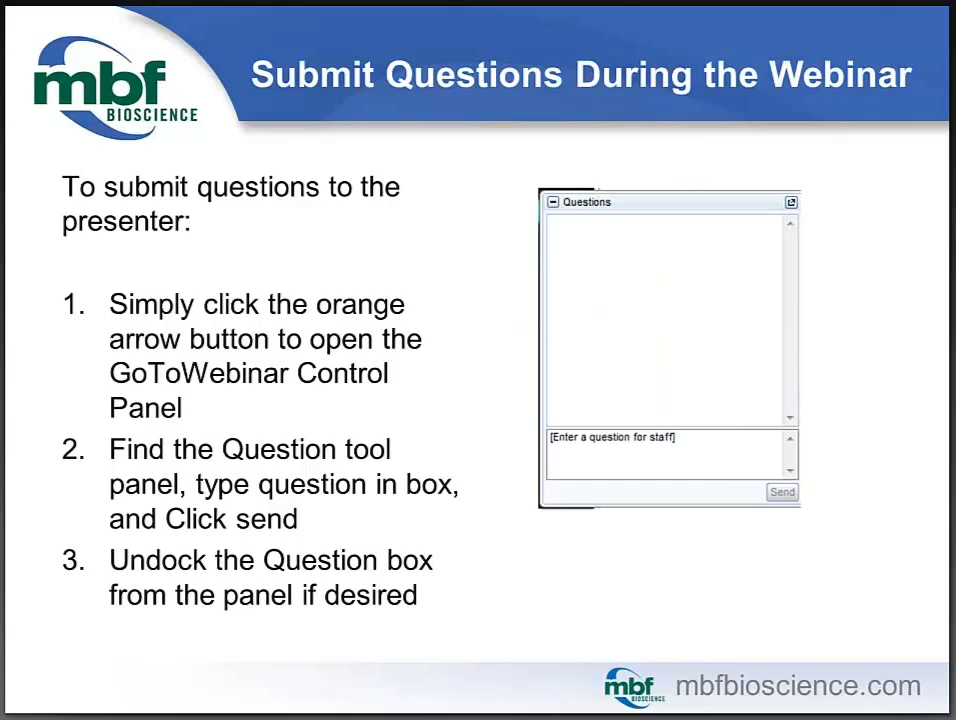 mbf
BIOSCIENCE
Submit Questions During the Webinar
To submit questions to the
presenter:
1. Simply click the orange
arrow button to open the
GoToWebinar Control
Panel
2. Find the Question tool
panel, type question in box,
and Click send
3. Undock the Question box
from the panel if desired
Questions
[Enter a question for staff]
Send
mbf
BIOSCIENCE
mbfbioscience.com